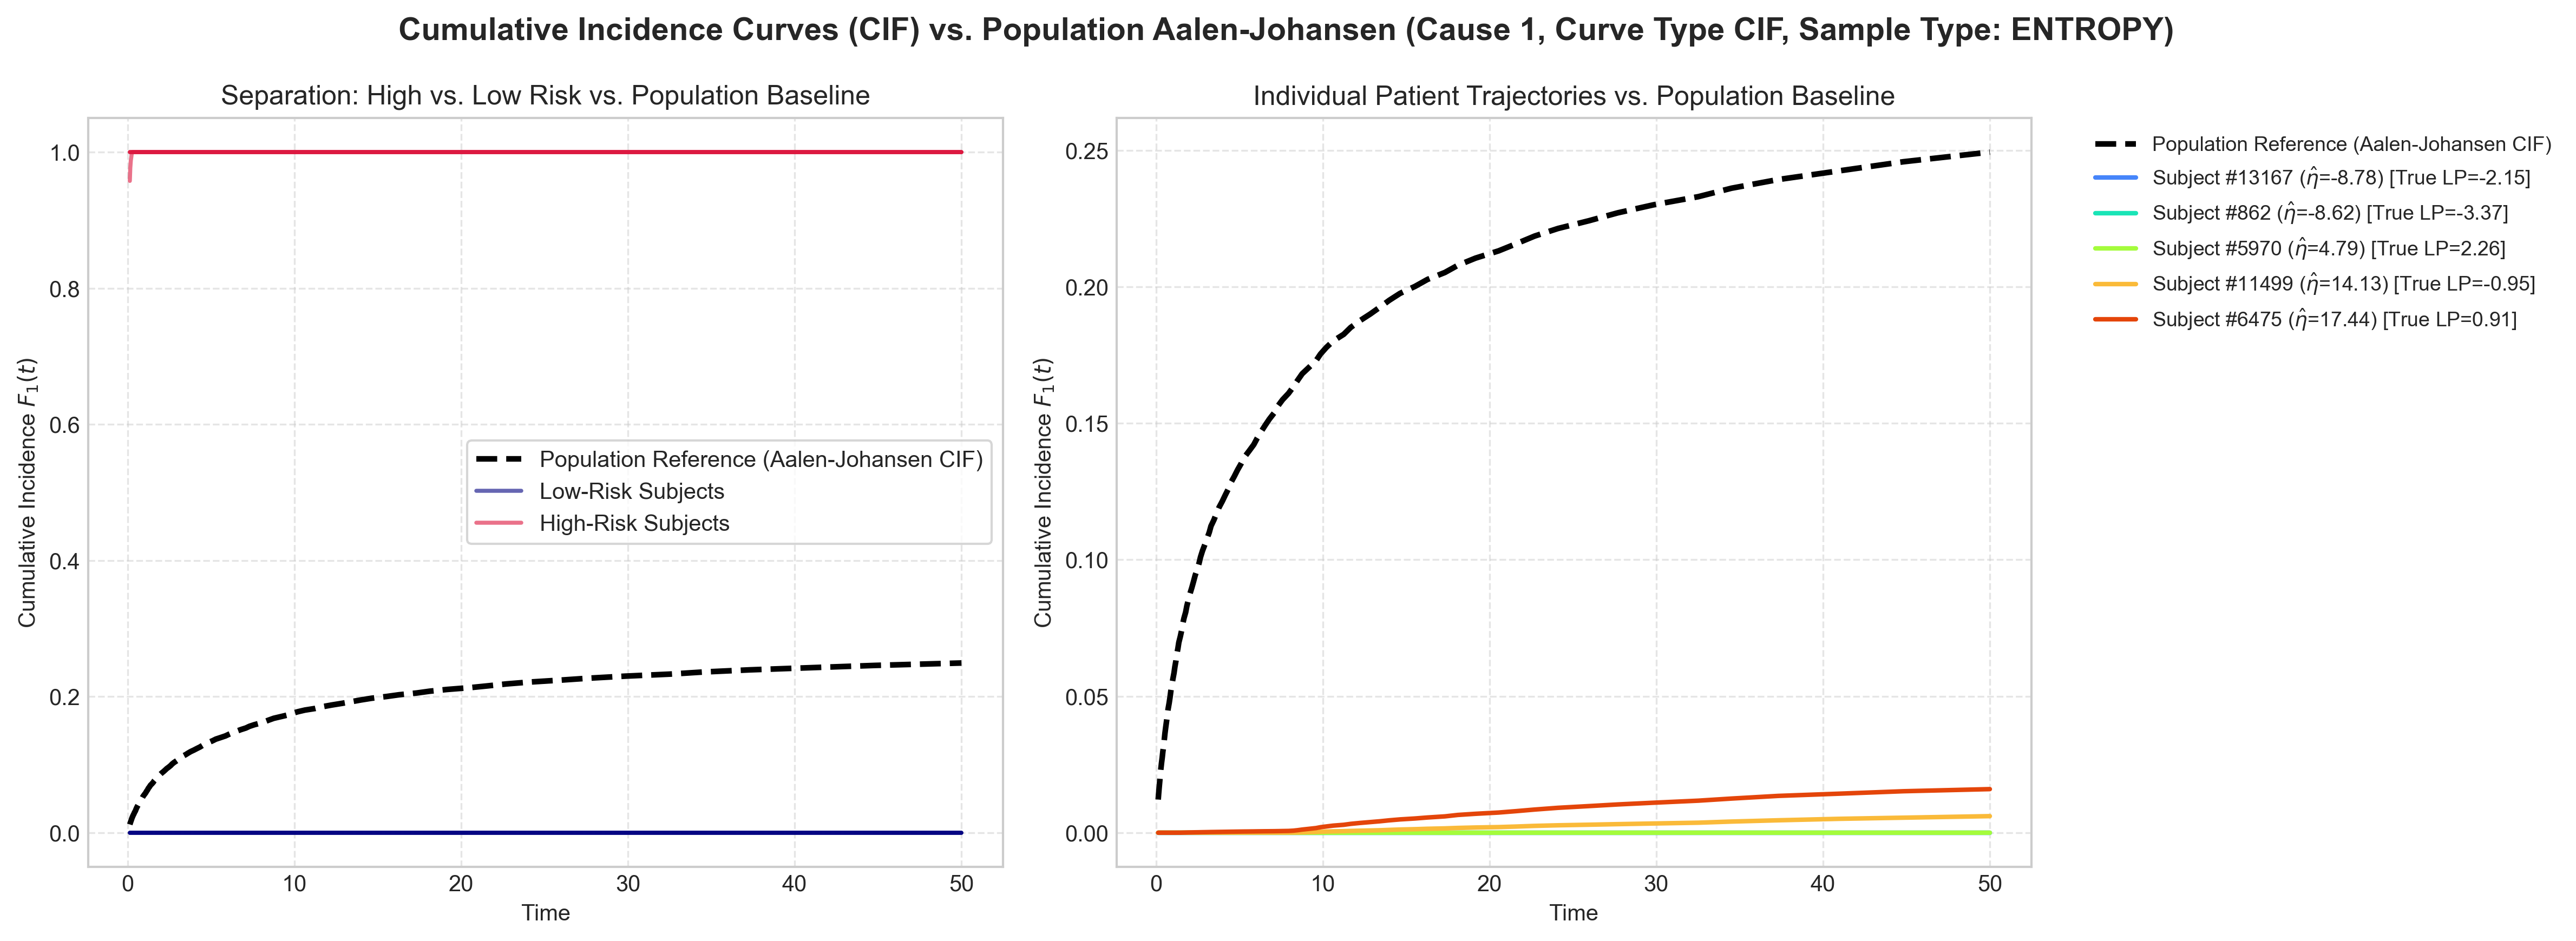 Cumulative Incidence Curves (CIF) vs. Population Aalen-Johansen (Cause 1, Curve Type CIF, Sample Type: ENTROPY)
Separation: High vs. Low Risk vs. Population Baseline
Cumulative Incidence F₁(t)
1.0
0.8
0.6
0.4
0.2
0.0
Population Reference (Aalen-Johansen CIF)
Low-Risk Subjects
High-Risk Subjects
0 10 20 30 40 50
Time
Individual Patient Trajectories vs. Population Baseline
Cumulative Incidence F₁(t)
0.25
0.20
0.15
0.10
0.05
0.00
0 10 20 30 40 50
Time
Population Reference (Aalen-Johansen CIF)
Subject #13167 (η̂=-8.78) [True LP=-2.15]
Subject #862 (η̂=-8.62) [True LP=-3.37]
Subject #5970 (η̂=4.79) [True LP=2.26]
Subject #11499 (η̂=14.13) [True LP=-0.95]
Subject #6475 (η̂=17.44) [True LP=0.91]